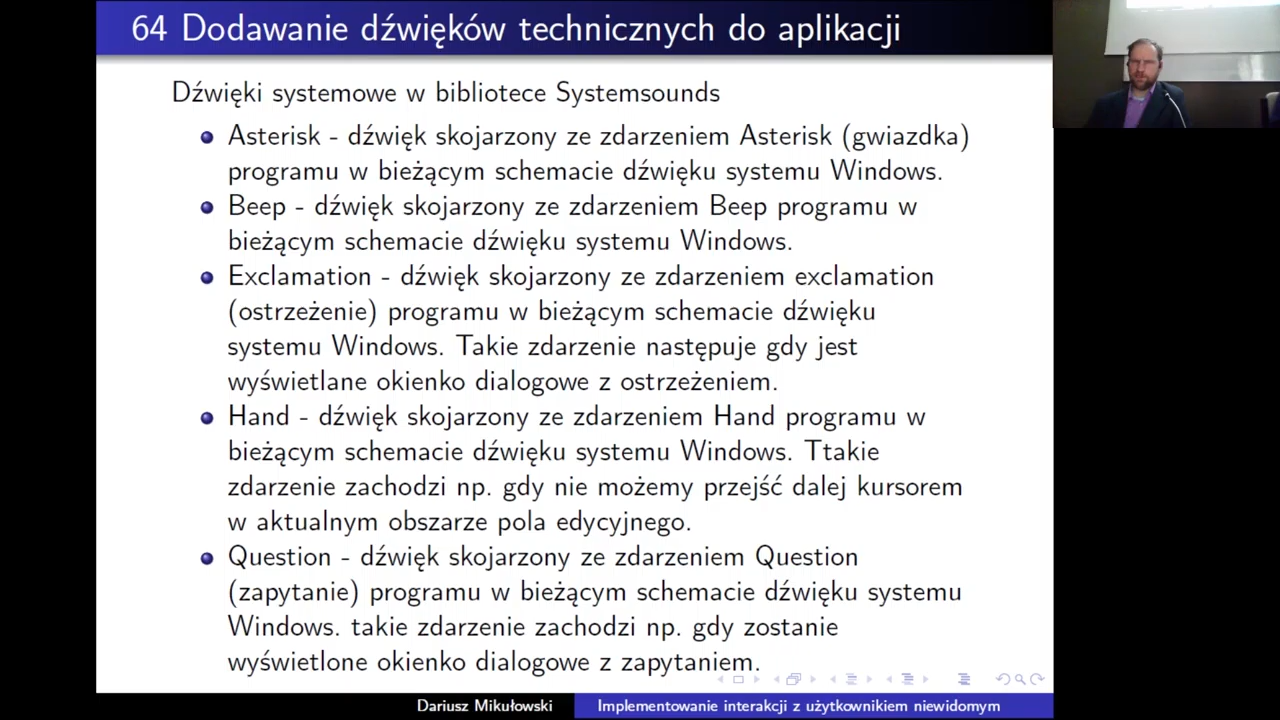 64 Dodawanie dźwięków technicznych do aplikacji
Dźwięki systemowe w bibliotece Systemsounds
Asterisk - dźwięk skojarzony ze zdarzeniem Asterisk (gwiazdka)
programu w bieżącym schemacie dźwięku systemu Windows.
Beep - dźwięk skojarzony ze zdarzeniem Beep programu w
bieżącym schemacie dźwięku systemu Windows.
Exclamation - dźwięk skojarzony ze zdarzeniem exclamation
(ostrzeżenie) programu w bieżącym schemacie dźwięku
systemu Windows. Takie zdarzenie następuje gdy jest
wyświetlane okienko dialogowe z ostrzeżeniem.
Hand - dźwięk skojarzony ze zdarzeniem Hand programu w
bieżącym schemacie dźwięku systemu Windows. Ttakie
zdarzenie zachodzi np. gdy nie możemy przejść dalej kursorem
w aktualnym obszarze pola edycyjnego.
Question - dźwięk skojarzony ze zdarzeniem Question
(zapytanie) programu w bieżącym schemacie dźwięku systemu
Windows. takie zdarzenie zachodzi np. gdy zostanie
wyświetlone okienko dialogowe z zapytaniem.
Dariusz Mikułowski
Implementowanie interakcji z użytkownikiem niewidomym